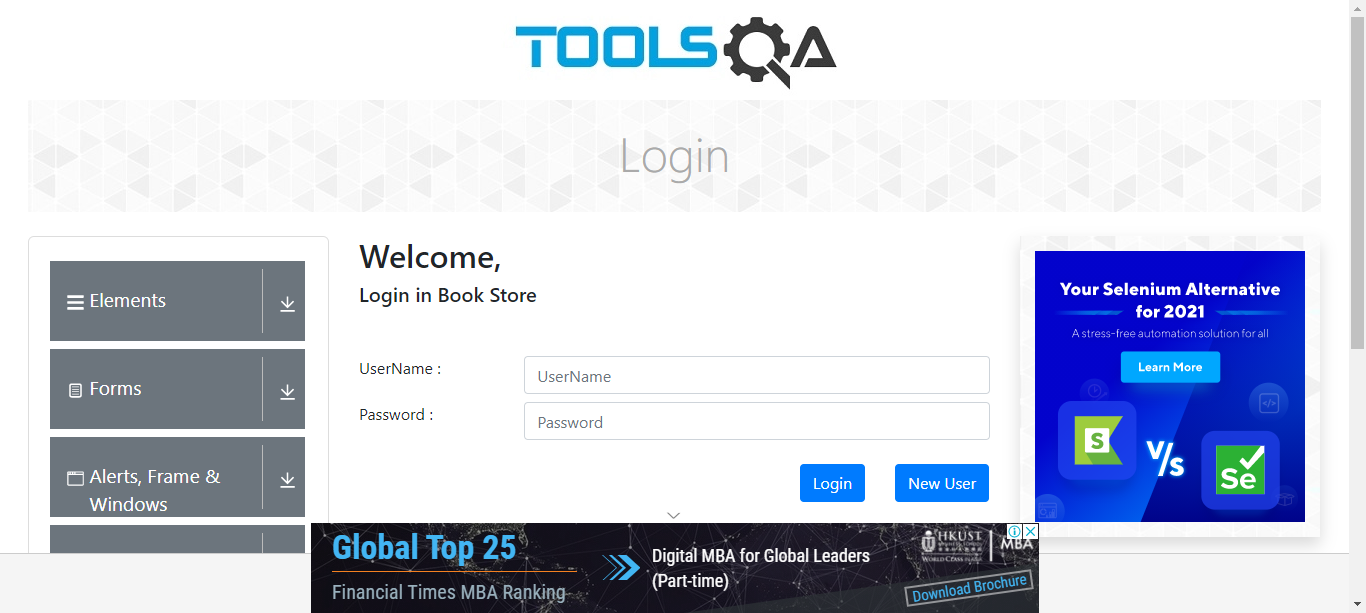 TOOLSQA
Login
Elements
Forms
Alerts, Frame &
Windows
Welcome,
Login in Book Store
UserName :
UserName
Password :
Password
Login
New User
Your Selenium Alternative
for 2021
A stress-free automation solution for all
Learn More
S
V/s
Se
Global Top 25
Financial Times MBA Ranking
Digital MBA for Global Leaders
(Part-time)
HKUST
MBA
WORLD CLASS
Download Brochure